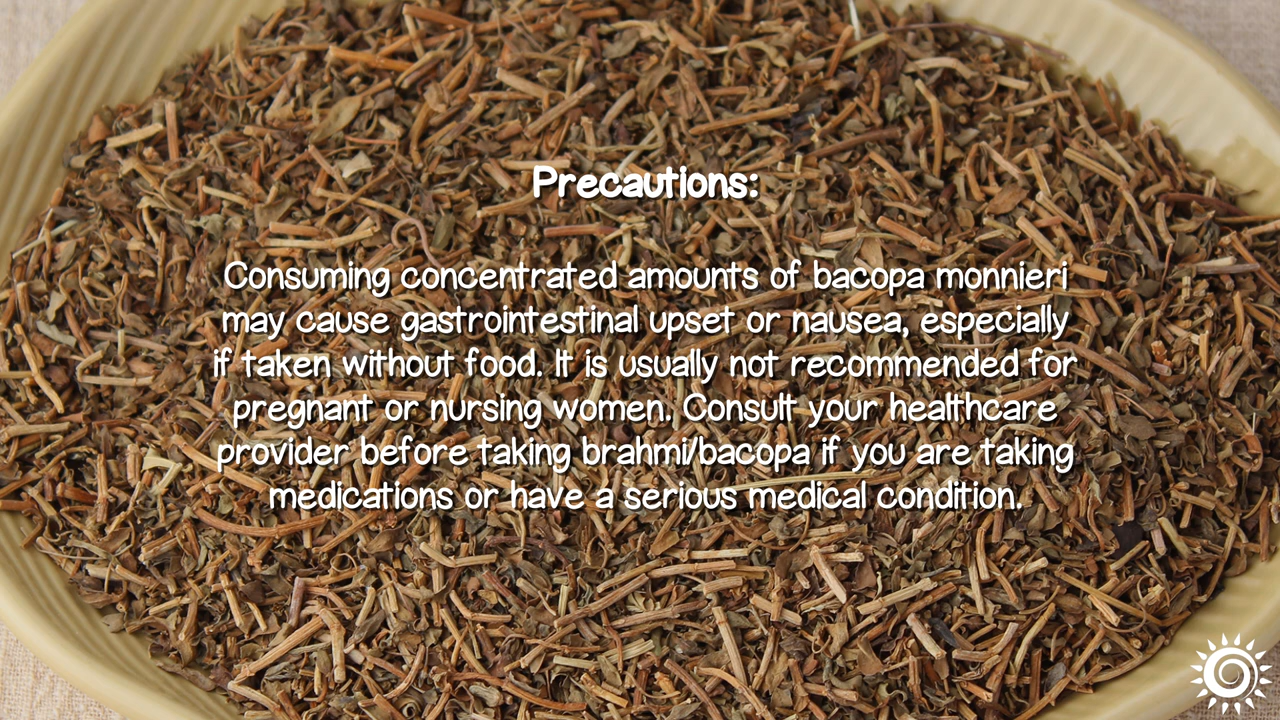 Precautions:
Consuming concentrated amounts of bacopa monnieri
may cause gastrointestinal upset or nausea, especially
if taken without food. It is usually not recommended for
pregnant or nursing women. Consult your healthcare
provider before taking brahmi/bacopa if you are taking
medications or have a serious medical condition.